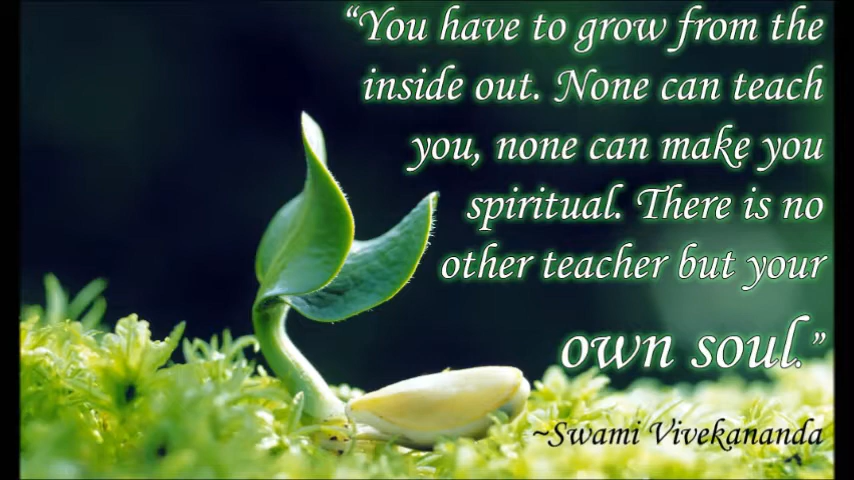 “You have to grow from the
inside out. None can teach
you, none can make you
spiritual. There is no
other teacher but your
own soul.”
~Swami Vivekananda